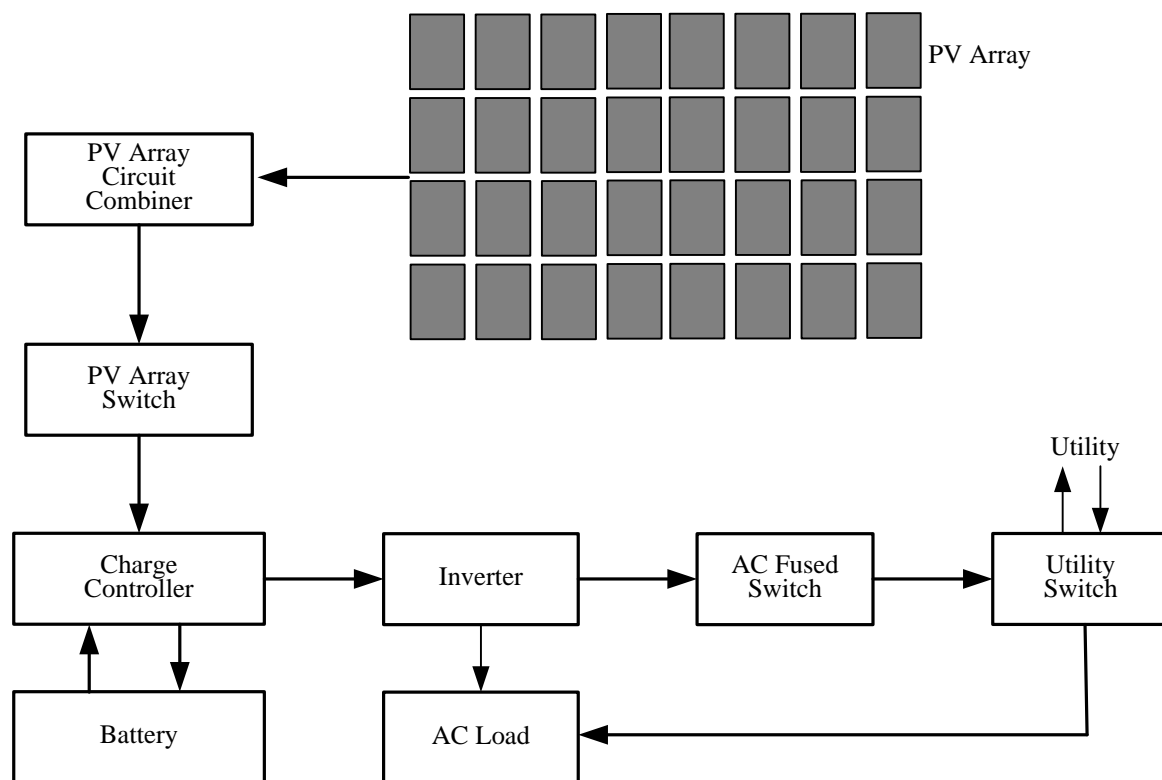 PV Array
PV Array
Circuit
Combiner
PV Array
Switch
Utility
Charge
Controller
Inverter
AC Fused
Switch
Utility
Switch
Battery
AC Load